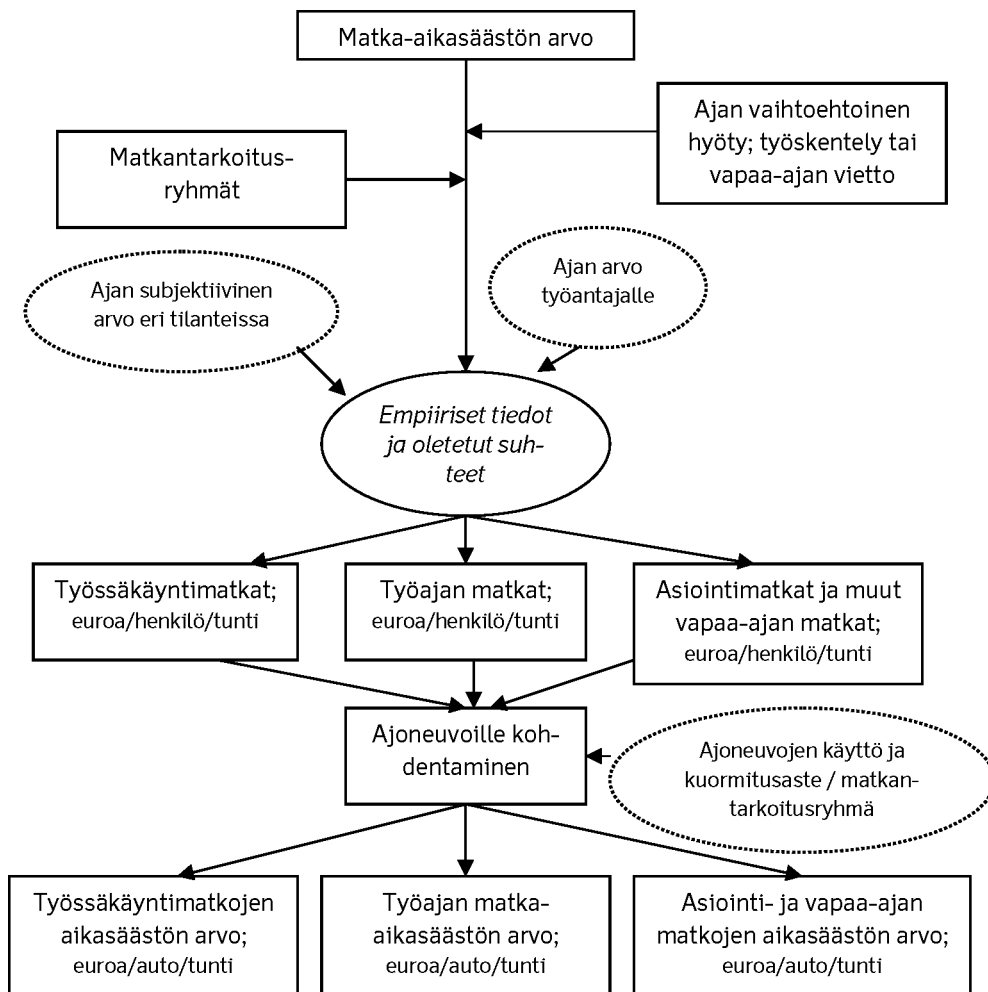 Matka-aikasäästön arvo
Ajan vaihtoehtoinen
hyöty; työskentely tai
vapaa-ajan vietto
Matkantarkoitus-
ryhmät
Ajan subjektiivinen
arvo eri tilanteissa
Ajan arvo
työantajalle
Empiiriset tiedot
ja oletetut suh-
teet
Työssäkäyntimatkat;
euroa/henkilö/tunti
Työajan matkat;
euroa/henkilö/tunti
Asiointimatkat ja muut
vapaa-ajan matkat;
euroa/henkilö/tunti
Ajoneuvoille koh-
dentaminen
Ajoneuvojen käyttö ja
kuormitusaste / matkan-
tarkoitusryhmä
Työssäkäyntimatkojen
aikasäästön arvo;
euroa/auto/tunti
Työajan matka-
aikasäästön arvo;
euroa/auto/tunti
Asiointi- ja vapaa-ajan
matkojen aikasäästön arvo;
euroa/auto/tunti